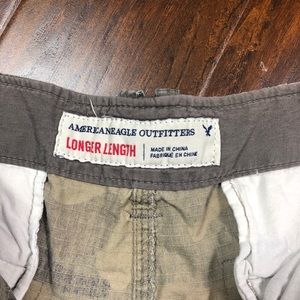 AMERICAN EAGLE OUTFITTERS
LONGER LENGTH
MADE IN CHINA
FABRIQUÉ EN CHINE